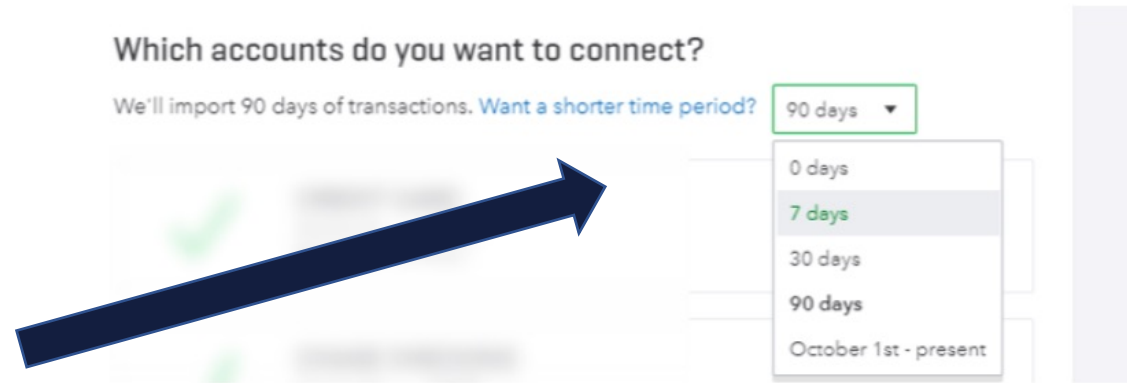 Which accounts do you want to connect?
We'll import 90 days of transactions. Want a shorter time period? 90 days
0 days
7 days
30 days
90 days
October 1st - present